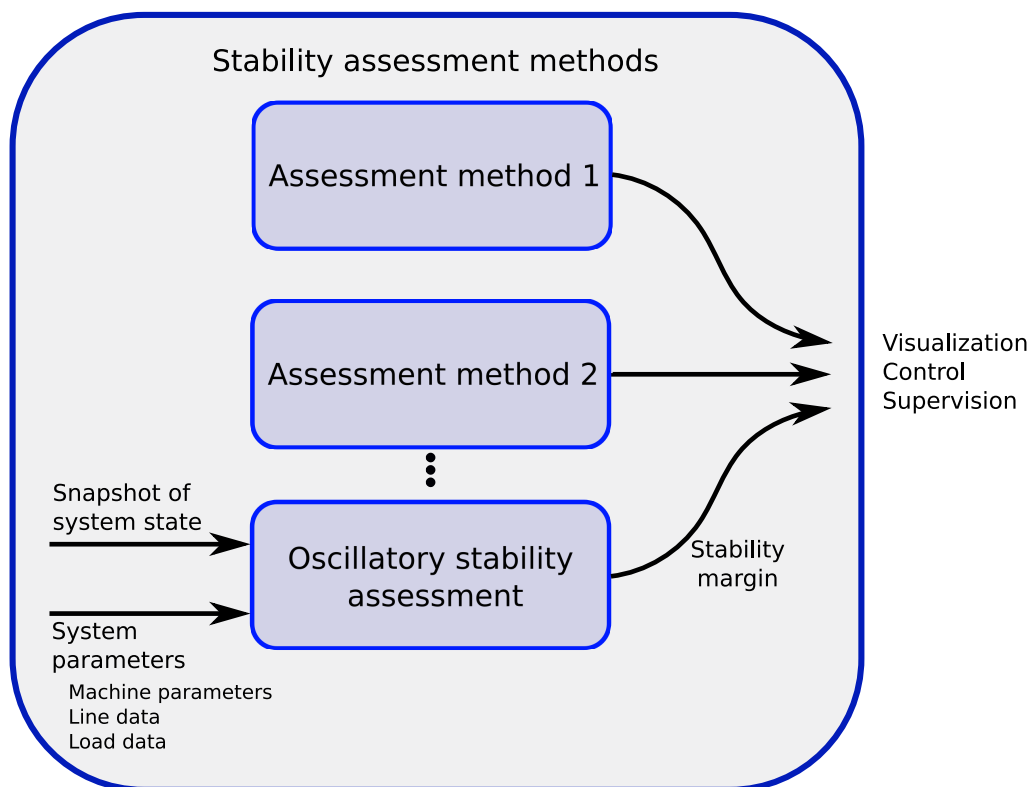 Stability assessment methods
Assessment method 1
Assessment method 2
Visualization
Control
Supervision
Snapshot of
system state
Oscillatory stability
assessment
Stability
margin
System
parameters
Machine parameters
Line data
Load data